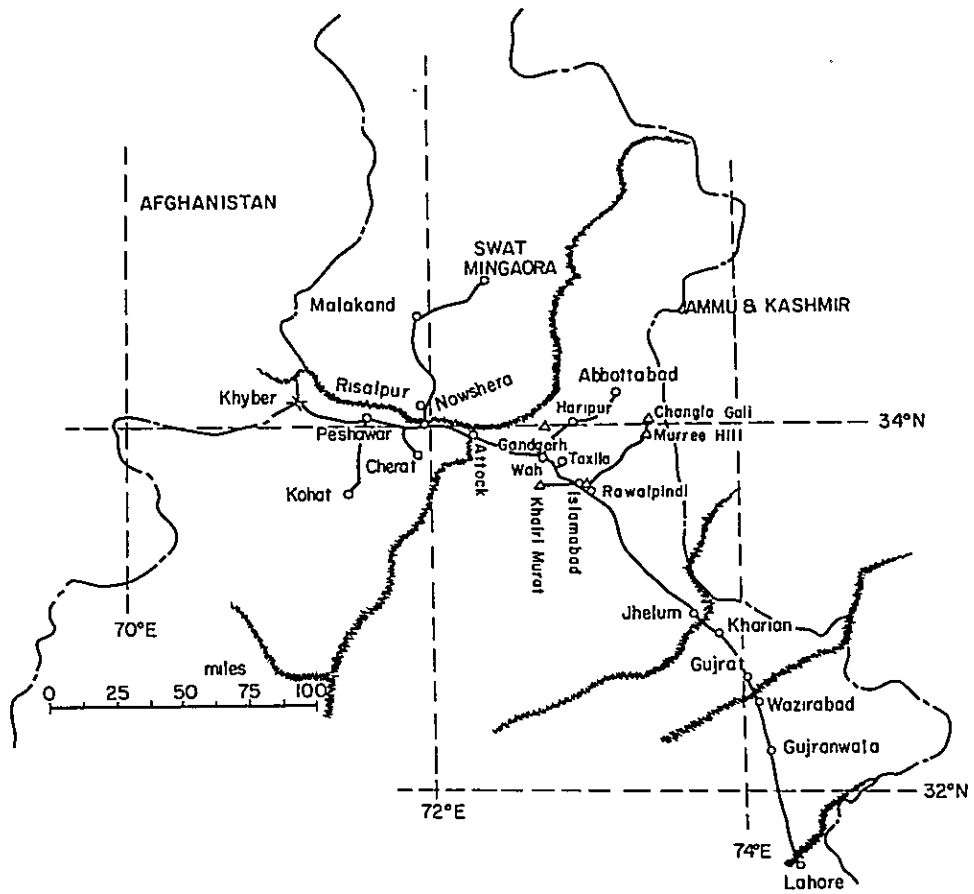 AFGHANISTAN
SWAT
MINGAORA
Malakand
AMMU & KASHMIR
Khyber
Risalpur
Nowshera
Abbottabad
Haripur
Changla Gali
34°N
Peshawar
Murree Hill
Gandgarh
Cherat
Attock
Wah
Taxila
Kohat
Rawalpindi
Khairi Murat
Islamabad
70°E
Jhelum
Kharian
miles
Gujrat
0 25 50 75 100
Wazirabad
Gujranwala
32°N
72°E
74°E
Lahore